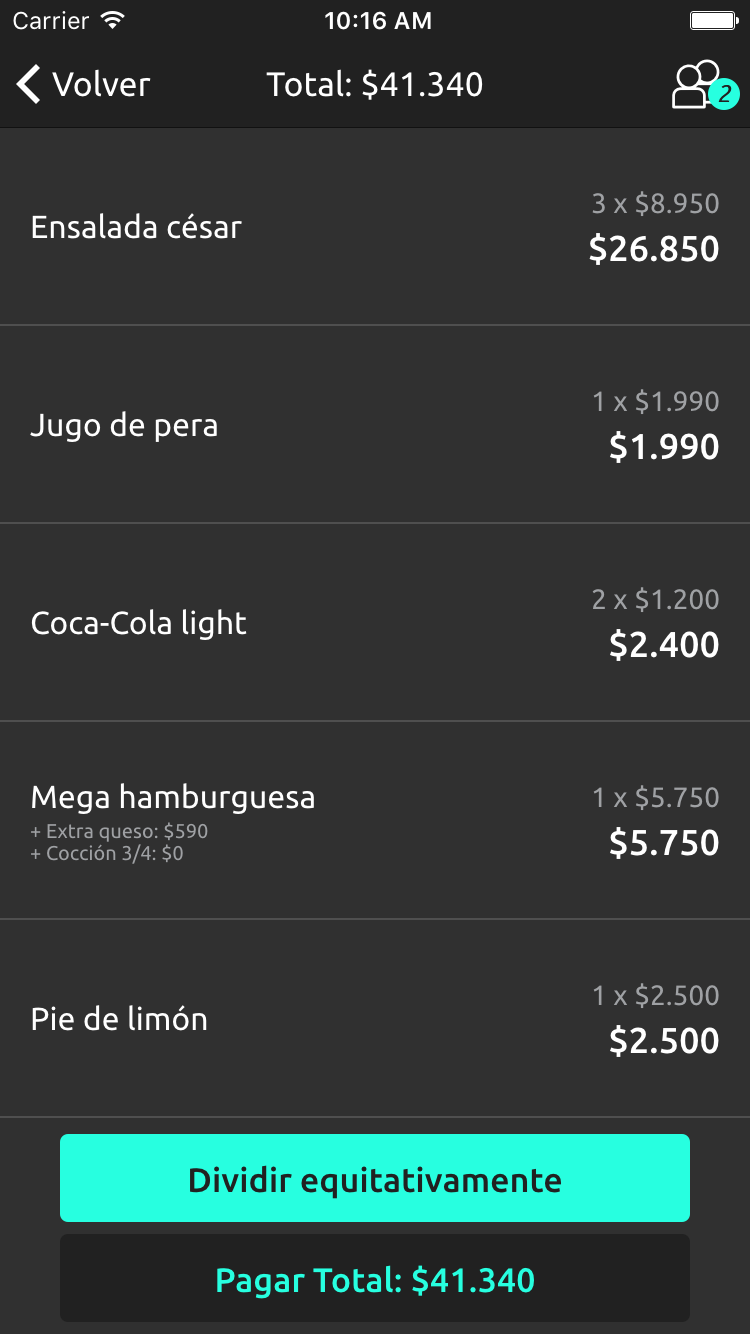 Carrier 10:16 AM
Volver Total: $41.340 2
Ensalada césar
3 x $8.950
$26.850
Jugo de pera
1 x $1.990
$1.990
Coca-Cola light
2 x $1.200
$2.400
Mega hamburguesa
+ Extra queso: $590
+ Cocción 3/4: $0
1 x $5.750
$5.750
Pie de limón
1 x $2.500
$2.500
Dividir equitativamente
Pagar Total: $41.340